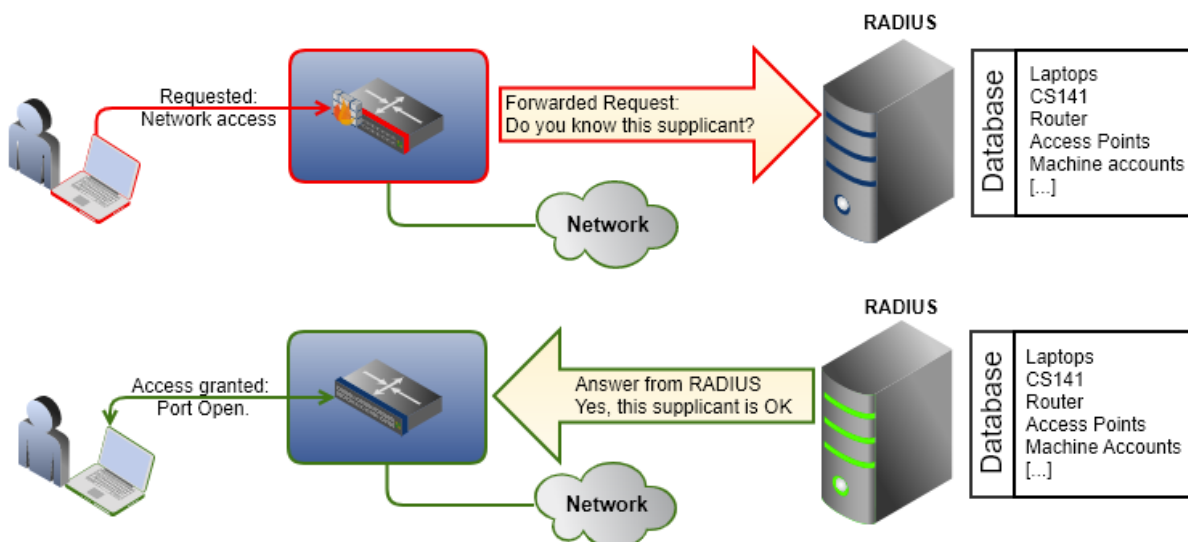 RADIUS
Requested:
Network access
Forwarded Request:
Do you know this supplicant?
Network
Database
Laptops
CS141
Router
Access Points
Machine accounts
[...]
RADIUS
Access granted:
Port Open.
Answer from RADIUS
Yes, this supplicant is OK
Network
Database
Laptops
CS141
Router
Access Points
Machine Accounts
[...]